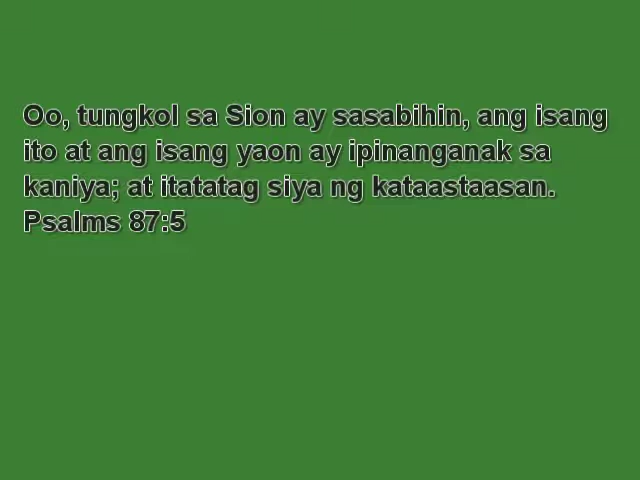 Oo, tungkol sa Sion ay sasabihin, ang isang
ito at ang isang yaon ay ipinanganak sa
kaniya; at itatatag siya ng kataastaasan.
Psalms 87:5